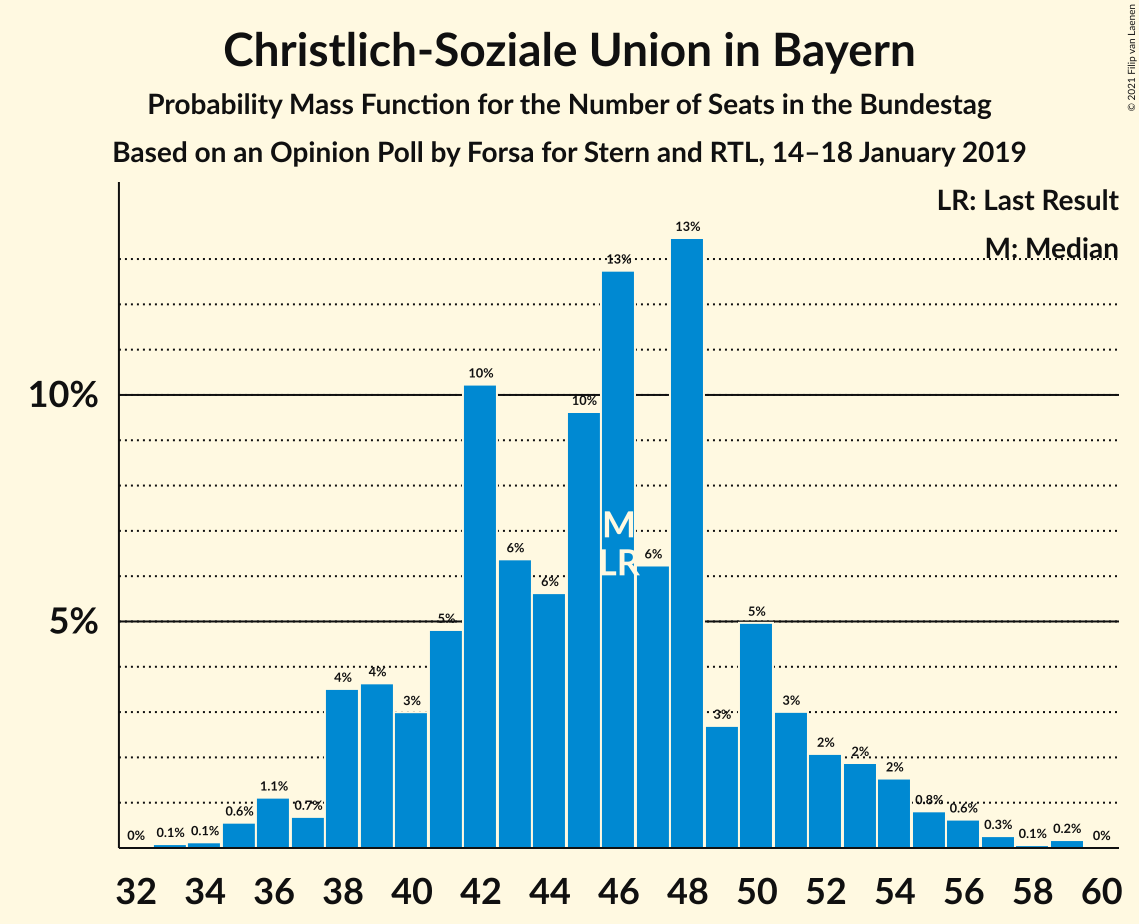 Christlich-Soziale Union in Bayern
Probability Mass Function for the Number of Seats in the Bundestag
Based on an Opinion Poll by Forsa for Stern and RTL, 14–18 January 2019
© 2021 Filip van Laenen
LR: Last Result
M: Median
10%
5%
0% 0.1% 0.1% 0.6% 1.1% 0.7% 4% 4% 3% 5% 10% 6% 6% 10% 13% 6% 13% 3% 5% 3% 2% 2% 2% 0.8% 0.6% 0.3% 0.1% 0.2% 0%
M
LR
32 34 36 38 40 42 44 46 48 50 52 54 56 58 60